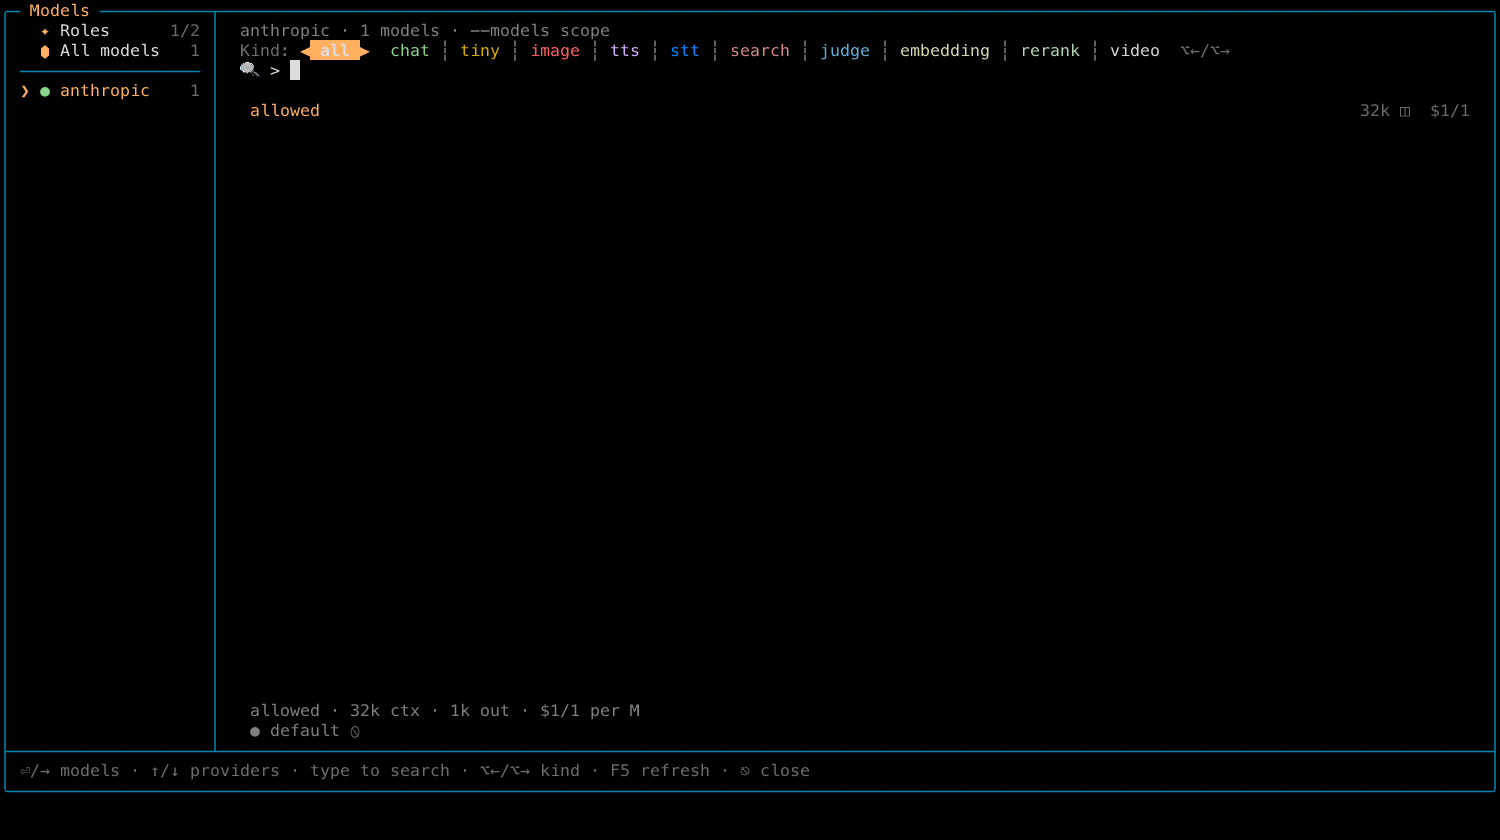 Models
✦ Roles 1/2
⬢ All models 1
❯ ● anthropic 1
anthropic · 1 models · --models scope
Kind: ◀ all ▶ chat ┆ tiny ┆ image ┆ tts ┆ stt ┆ search ┆ judge ┆ embedding ┆ rerank ┆ video ⌥←/⌥→
🔍 >
allowed 32k ◫ $1/1
allowed · 32k ctx · 1k out · $1/1 per M
● default ⦸
⏎/→ models · ↑/↓ providers · type to search · ⌥←/⌥→ kind · F5 refresh · ⎋ close